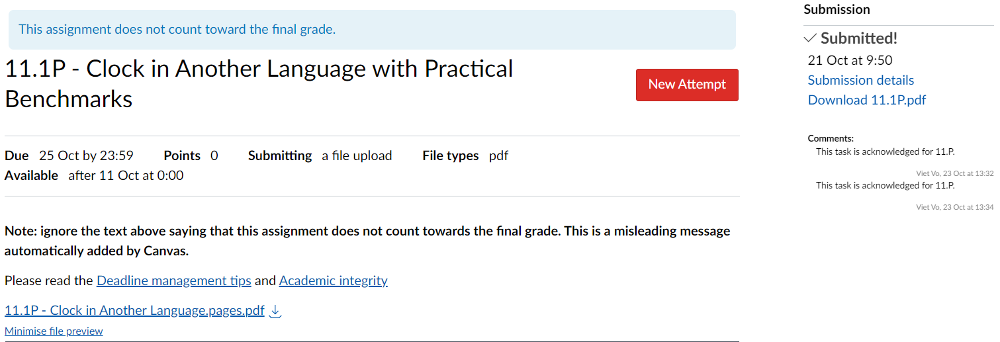 This assignment does not count toward the final grade.
11.1P - Clock in Another Language with Practical
Benchmarks
New Attempt
Due 25 Oct by 23:59 Points 0 Submitting a file upload File types pdf
Available after 11 Oct at 0:00
Note: ignore the text above saying that this assignment does not count towards the final grade. This is a misleading message
automatically added by Canvas.
Please read the Deadline management tips and Academic integrity
11.1P - Clock in Another Language.pages.pdf
Minimise file preview
Submission
Submitted!
21 Oct at 9:50
Submission details
Download 11.1P.pdf
Comments:
This task is acknowledged for 11.P.
Viet Vo, 23 Oct at 13:32
This task is acknowledged for 11.P.
Viet Vo, 23 Oct at 13:34